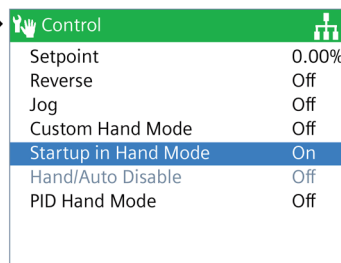 Control
Setpoint 0.00%
Reverse Off
Jog Off
Custom Hand Mode Off
Startup in Hand Mode On
Hand/Auto Disable Off
PID Hand Mode Off